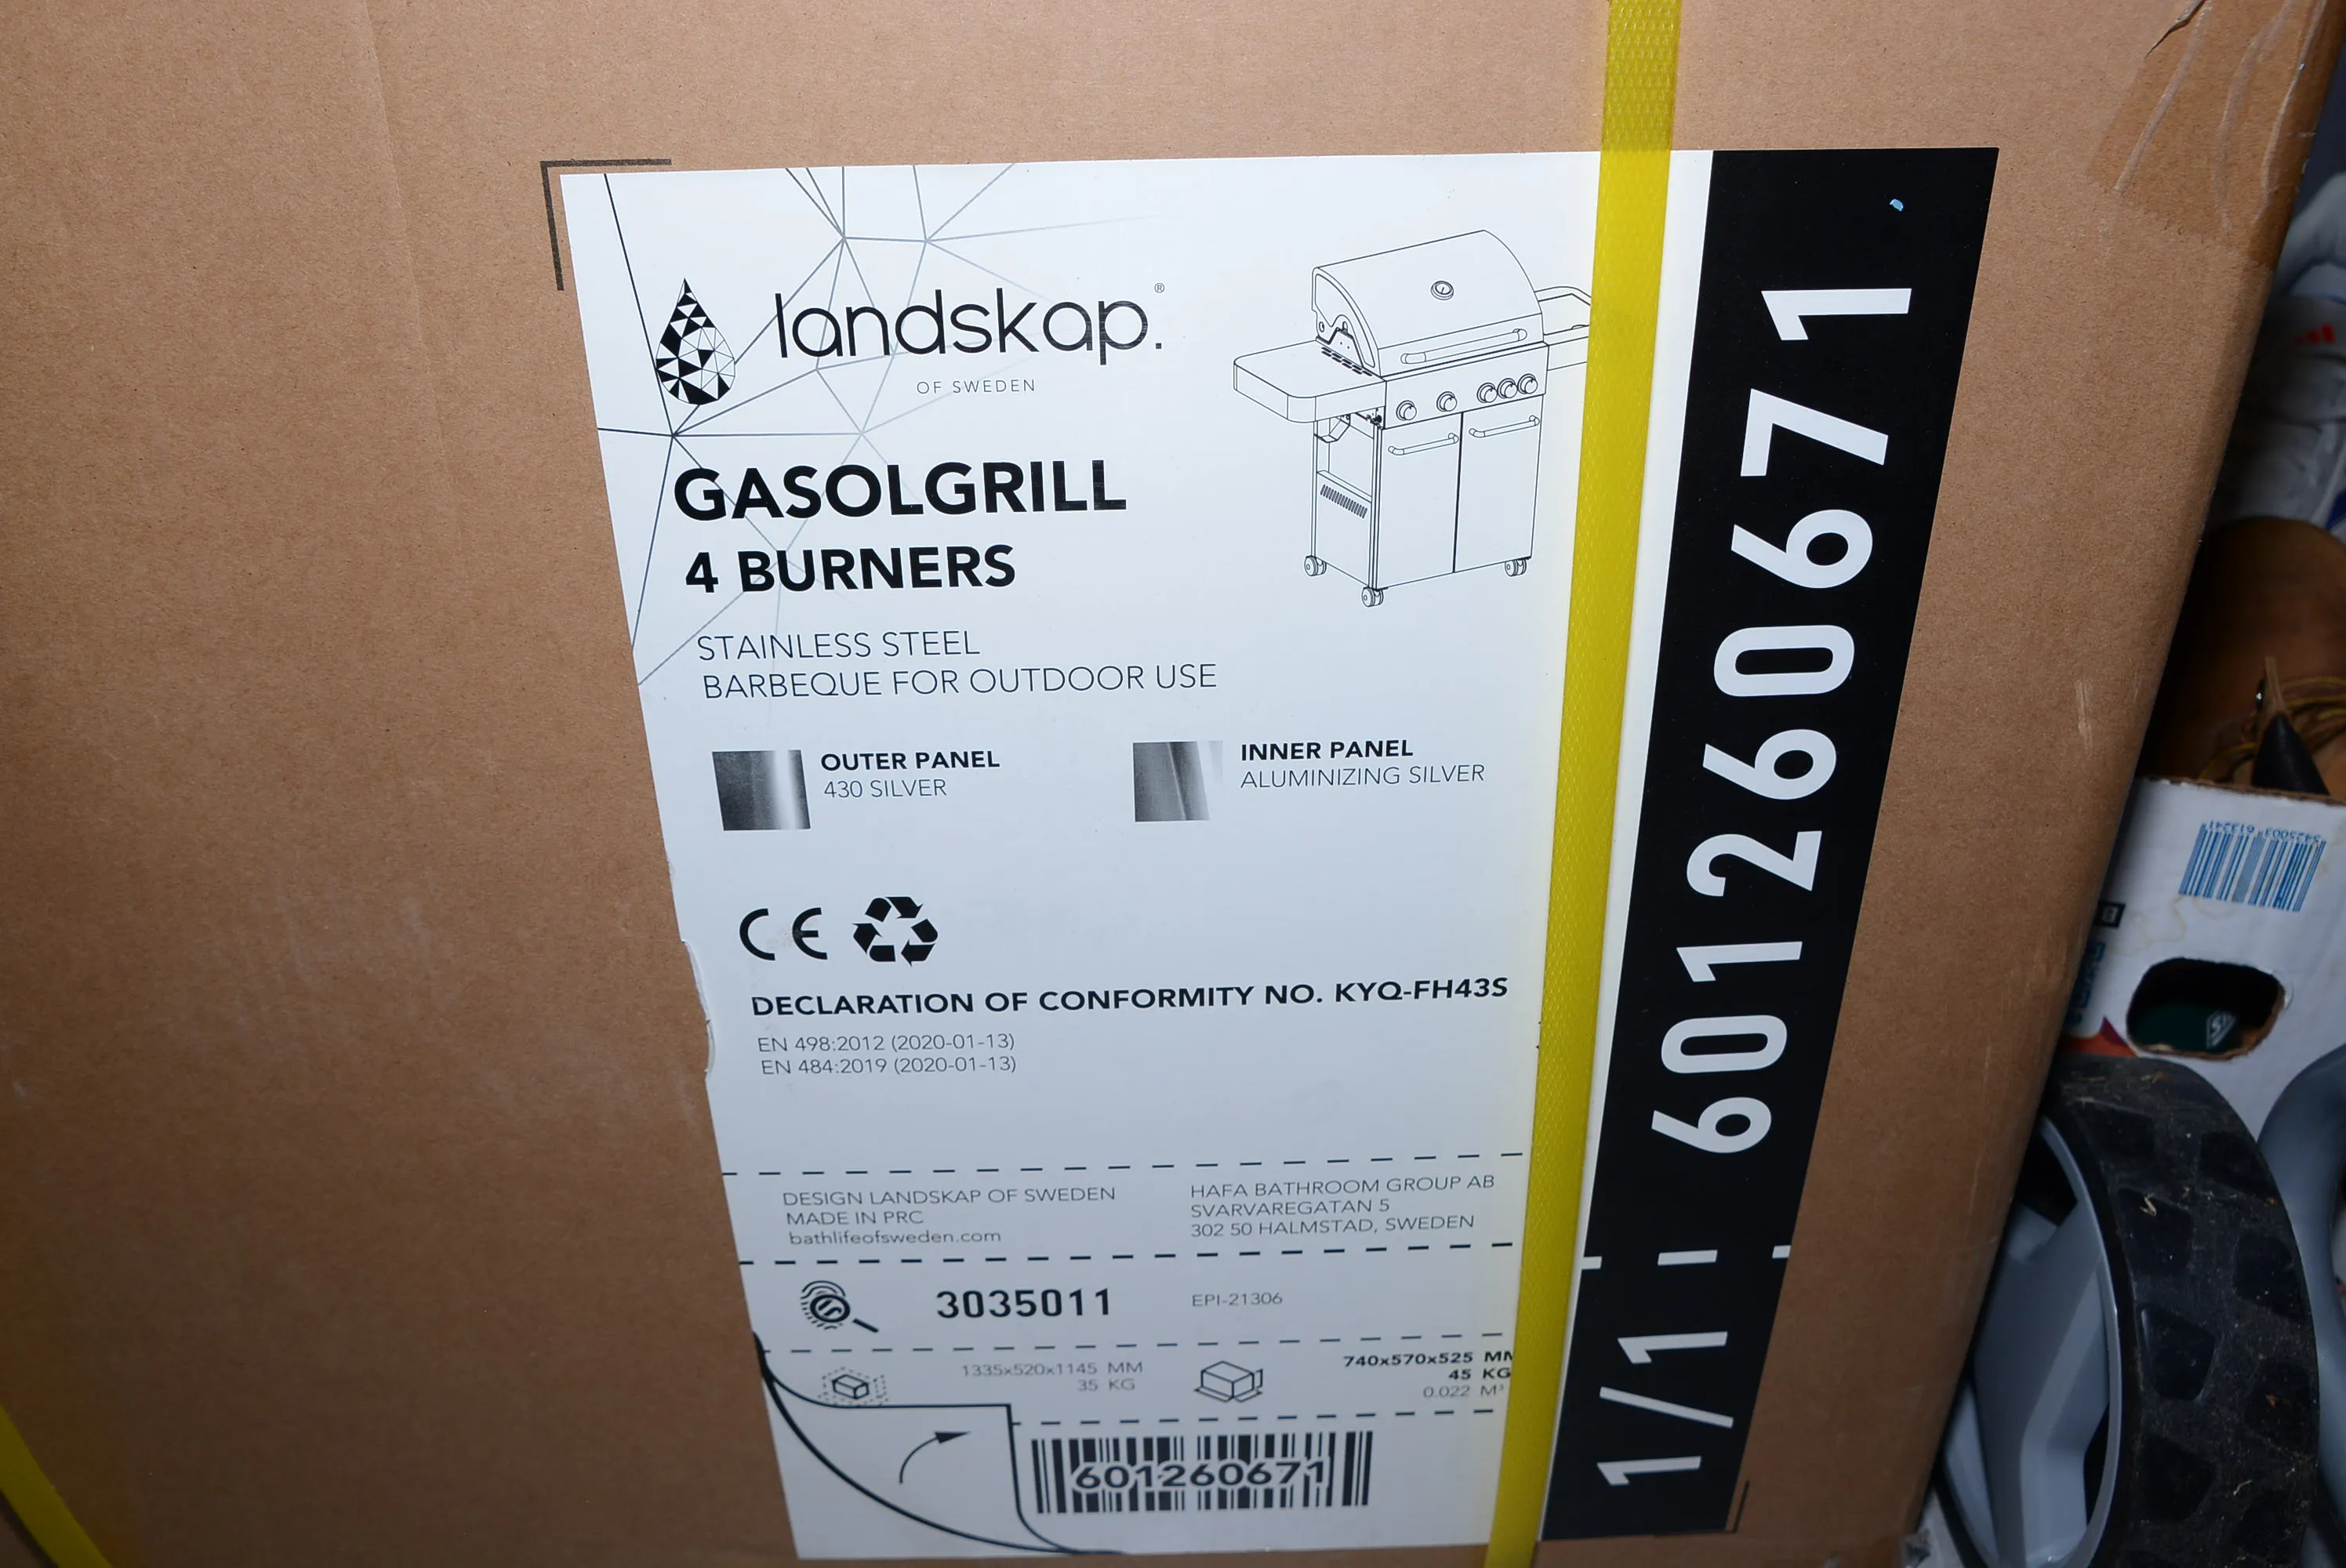 landskap.®
OF SWEDEN
GASOLGRILL
4 BURNERS
STAINLESS STEEL
BARBEQUE FOR OUTDOOR USE
OUTER PANEL
430 SILVER
INNER PANEL
ALUMINIZING SILVER
CE
DECLARATION OF CONFORMITY NO. KYQ-FH43S
EN 498:2012 (2020-01-13)
EN 484:2019 (2020-01-13)
DESIGN LANDSKAP OF SWEDEN
MADE IN PRC
bathlifeofsweden.com
HAFA BATHROOM GROUP AB
SVARVAREGATAN 5
302 50 HALMSTAD, SWEDEN
3035011
EPI-21306
1335x520x1145 MM
35 KG
740x570x525 MM
45 KG
0.022 M³
601260671
1/1 601260671